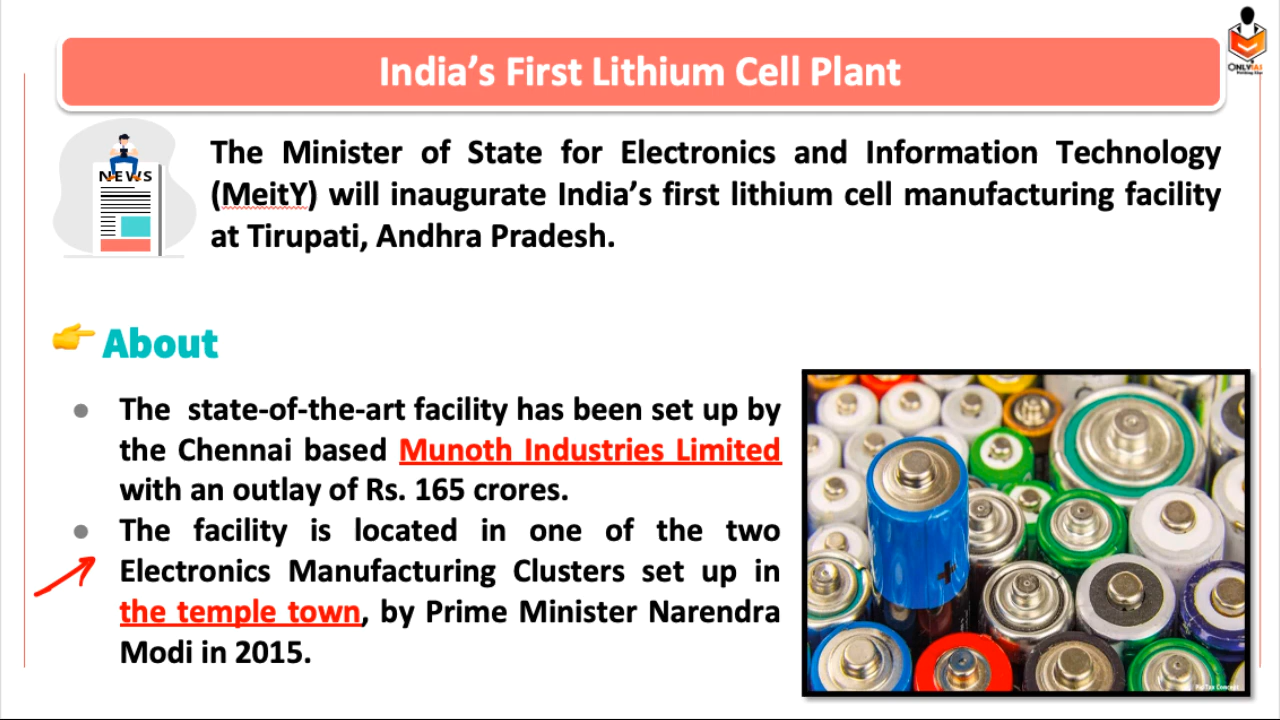 India’s First Lithium Cell Plant
ONLYIAS
NEWS
The Minister of State for Electronics and Information Technology
(MeitY) will inaugurate India’s first lithium cell manufacturing facility
at Tirupati, Andhra Pradesh.
About
The state-of-the-art facility has been set up by
the Chennai based Munoth Industries Limited
with an outlay of Rs. 165 crores.
The facility is located in one of the two
Electronics Manufacturing Clusters set up in
the temple town, by Prime Minister Narendra
Modi in 2015.